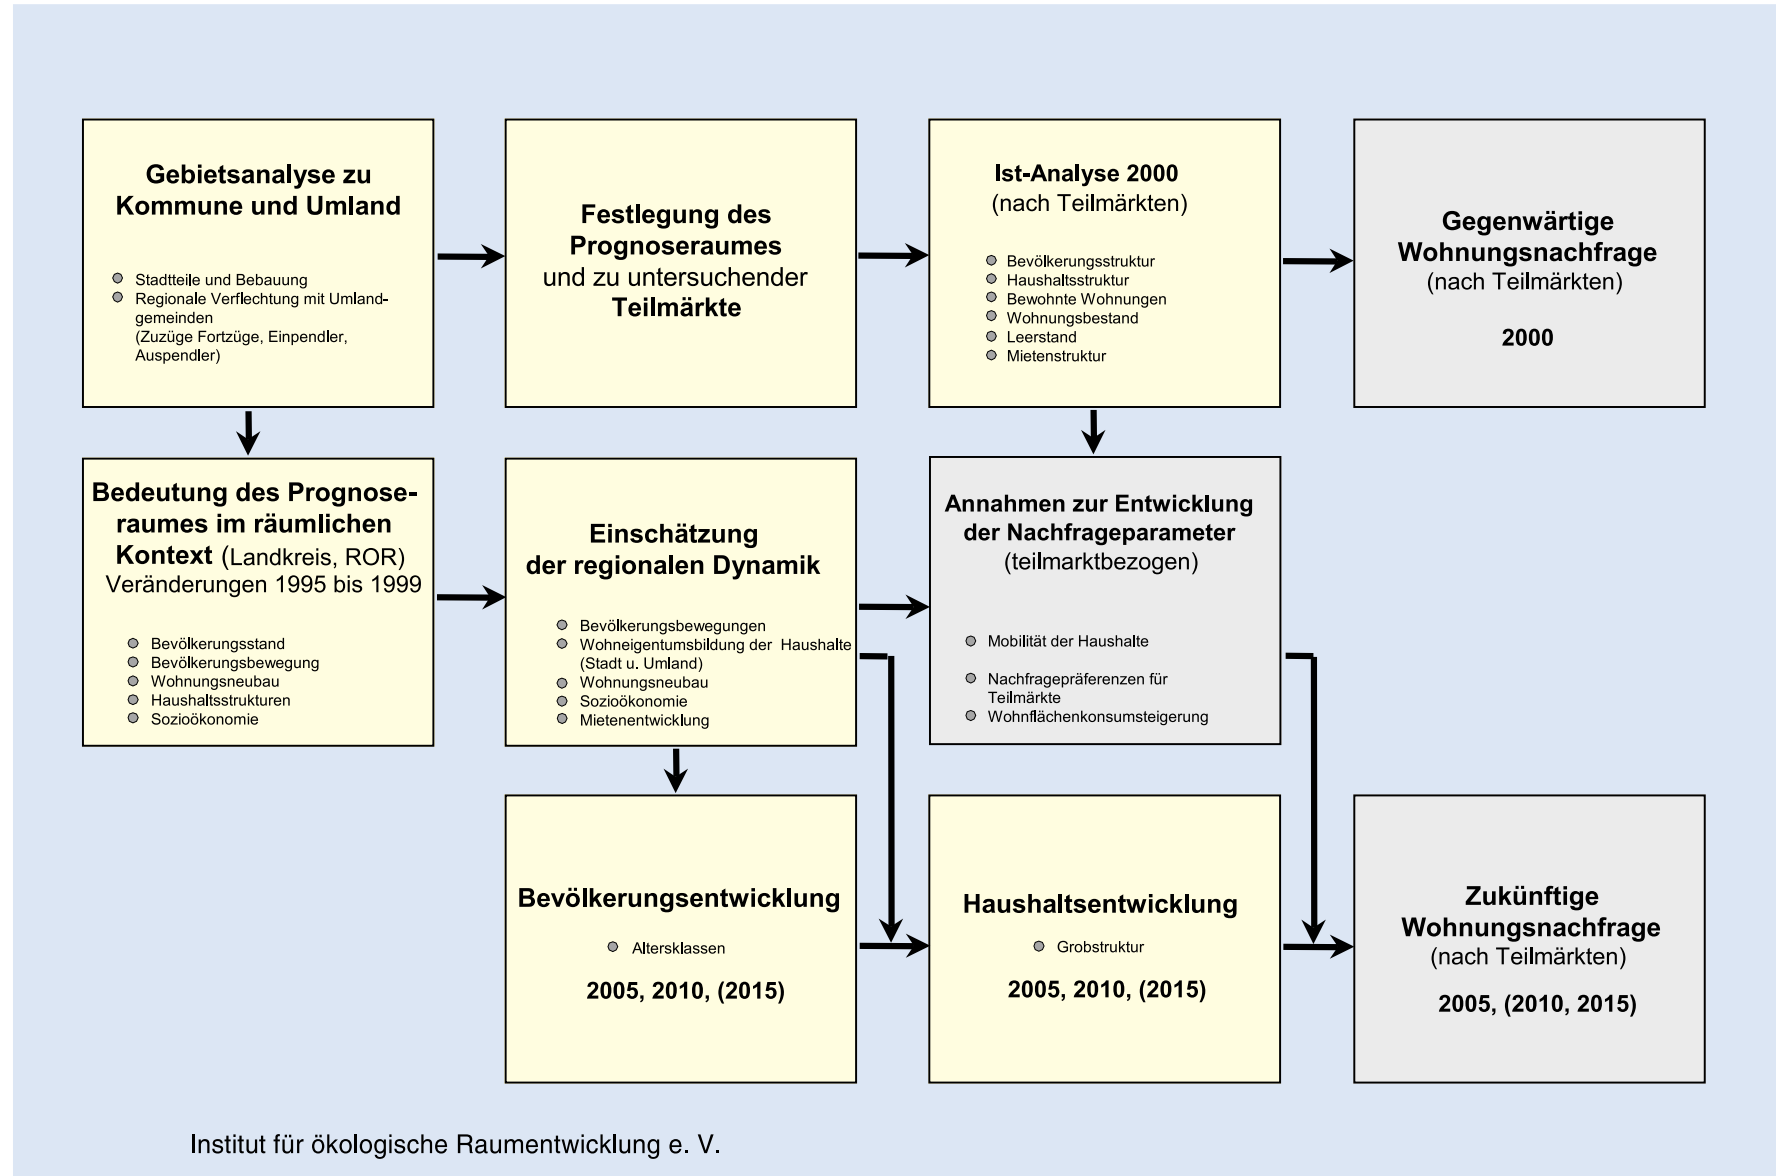 Gebietsanalyse zu
Kommune und Umland
Stadtteile und Bebauung
Regionale Verflechtung mit Umland-
gemeinden
(Zuzüge Fortzüge, Einpendler,
Auspendler)
Festlegung des
Prognoseraumes
und zu untersuchender
Teilmärkte
Ist-Analyse 2000
(nach Teilmärkten)
Bevölkerungsstruktur
Haushaltsstruktur
Bewohnte Wohnungen
Wohnungsbestand
Leerstand
Mietenstruktur
Gegenwärtige
Wohnungsnachfrage
(nach Teilmärkten)
2000
Bedeutung des Prognose-
raumes im räumlichen
Kontext (Landkreis, ROR)
Veränderungen 1995 bis 1999
Bevölkerungsstand
Bevölkerungsbewegung
Wohnungsneubau
Haushaltsstrukturen
Sozioökonomie
Einschätzung
der regionalen Dynamik
Bevölkerungsbewegungen
Wohneigentumsbildung der Haushalte
(Stadt u. Umland)
Wohnungsneubau
Sozioökonomie
Mietenentwicklung
Annahmen zur Entwicklung
der Nachfrageparameter
(teilmarktbezogen)
Mobilität der Haushalte
Nachfragepräferenzen für
Teilmärkte
Wohnflächenkonsumsteigerung
Bevölkerungsentwicklung
Altersklassen
2005, 2010, (2015)
Haushaltsentwicklung
Grobstruktur
2005, 2010, (2015)
Zukünftige
Wohnungsnachfrage
(nach Teilmärkten)
2005, (2010, 2015)
Institut für ökologische Raumentwicklung e. V.